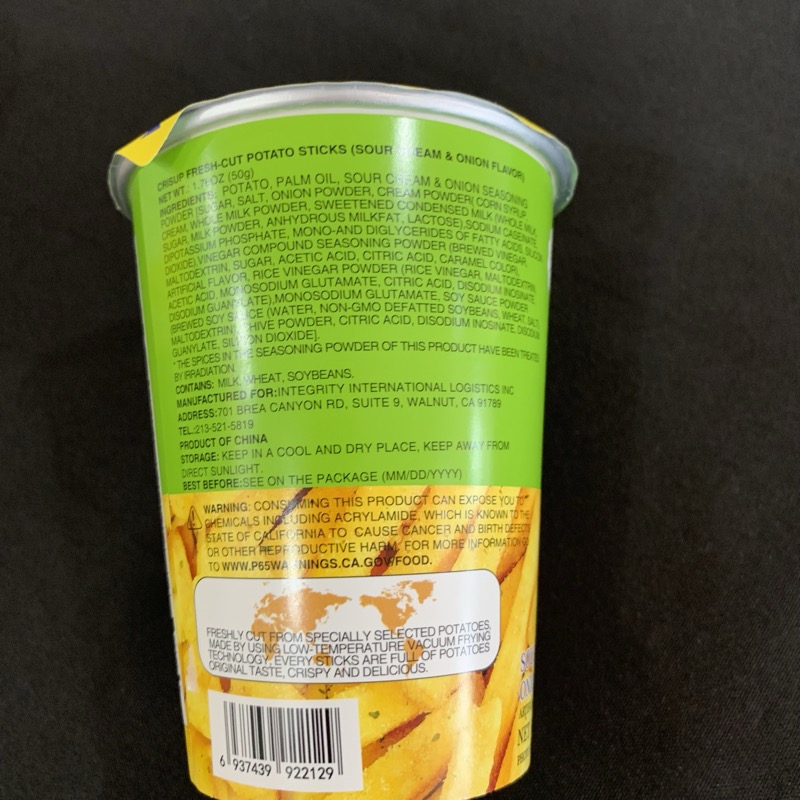 CRISUP FRESH-CUT POTATO STICKS (SOUR CREAM & ONION FLAVOR)
NET WT. 1.76OZ (50g)
INGREDIENTS: POTATO, PALM OIL, SOUR CREAM & ONION SEASONING
POWDER [SUGAR, SALT, ONION POWDER, CREAM POWDER( CORN SYRUP,
CREAM, WHOLE MILK POWDER, SWEETENED CONDENSED MILK (WHOLE MILK,
SUGAR, MILK POWDER, ANHYDROUS MILKFAT, LACTOSE),SODIUM CASEINATE,
DIPOTASSIUM PHOSPHATE, MONO-AND DIGLYCERIDES OF FATTY ACIDS, SILICON
DIOXIDE),VINEGAR COMPOUND SEASONING POWDER (BREWED VINEGAR,
MALTODEXTRIN, SUGAR, ACETIC ACID, CITRIC ACID, CARAMEL COLOR),
ARTIFICIAL FLAVOR, RICE VINEGAR POWDER (RICE VINEGAR, MALTODEXTRIN,
ACETIC ACID, MONOSODIUM GLUTAMATE, CITRIC ACID, DISODIUM INOSINATE,
DISODIUM GUANYLATE),MONOSODIUM GLUTAMATE, SOY SAUCE POWDER
(BREWED SOY SAUCE (WATER, NON-GMO DEFATTED SOYBEANS, WHEAT, SALT),
MALTODEXTRIN), CHIVE POWDER, CITRIC ACID, DISODIUM INOSINATE, DISODIUM
GUANYLATE, SILICON DIOXIDE].
*THE SPICES IN THE SEASONING POWDER OF THIS PRODUCT HAVE BEEN TREATED
BY IRRADIATION.
CONTAINS: MILK, WHEAT, SOYBEANS.
MANUFACTURED FOR:INTEGRITY INTERNATIONAL LOGISTICS INC
ADDRESS:701 BREA CANYON RD, SUITE 9, WALNUT, CA 91789
TEL.:213-521-5819
PRODUCT OF CHINA
STORAGE: KEEP IN A COOL AND DRY PLACE, KEEP AWAY FROM
DIRECT SUNLIGHT.
BEST BEFORE:SEE ON THE PACKAGE (MM/DD/YYYY)
WARNING: CONSUMING THIS PRODUCT CAN EXPOSE YOU TO
CHEMICALS INCLUDING ACRYLAMIDE, WHICH IS KNOWN TO THE
STATE OF CALIFORNIA TO CAUSE CANCER AND BIRTH DEFECTS
OR OTHER REPRODUCTIVE HARM. FOR MORE INFORMATION GO
TO WWW.P65WARNINGS.CA.GOV/FOOD.
FRESHLY CUT FROM SPECIALLY SELECTED POTATOES,
MADE BY USING LOW-TEMPERATURE VACUUM FRYING
TECHNOLOGY, EVERY STICKS ARE FULL OF POTATOES
ORIGINAL TASTE, CRISPY AND DELICIOUS.
6 937439 922129